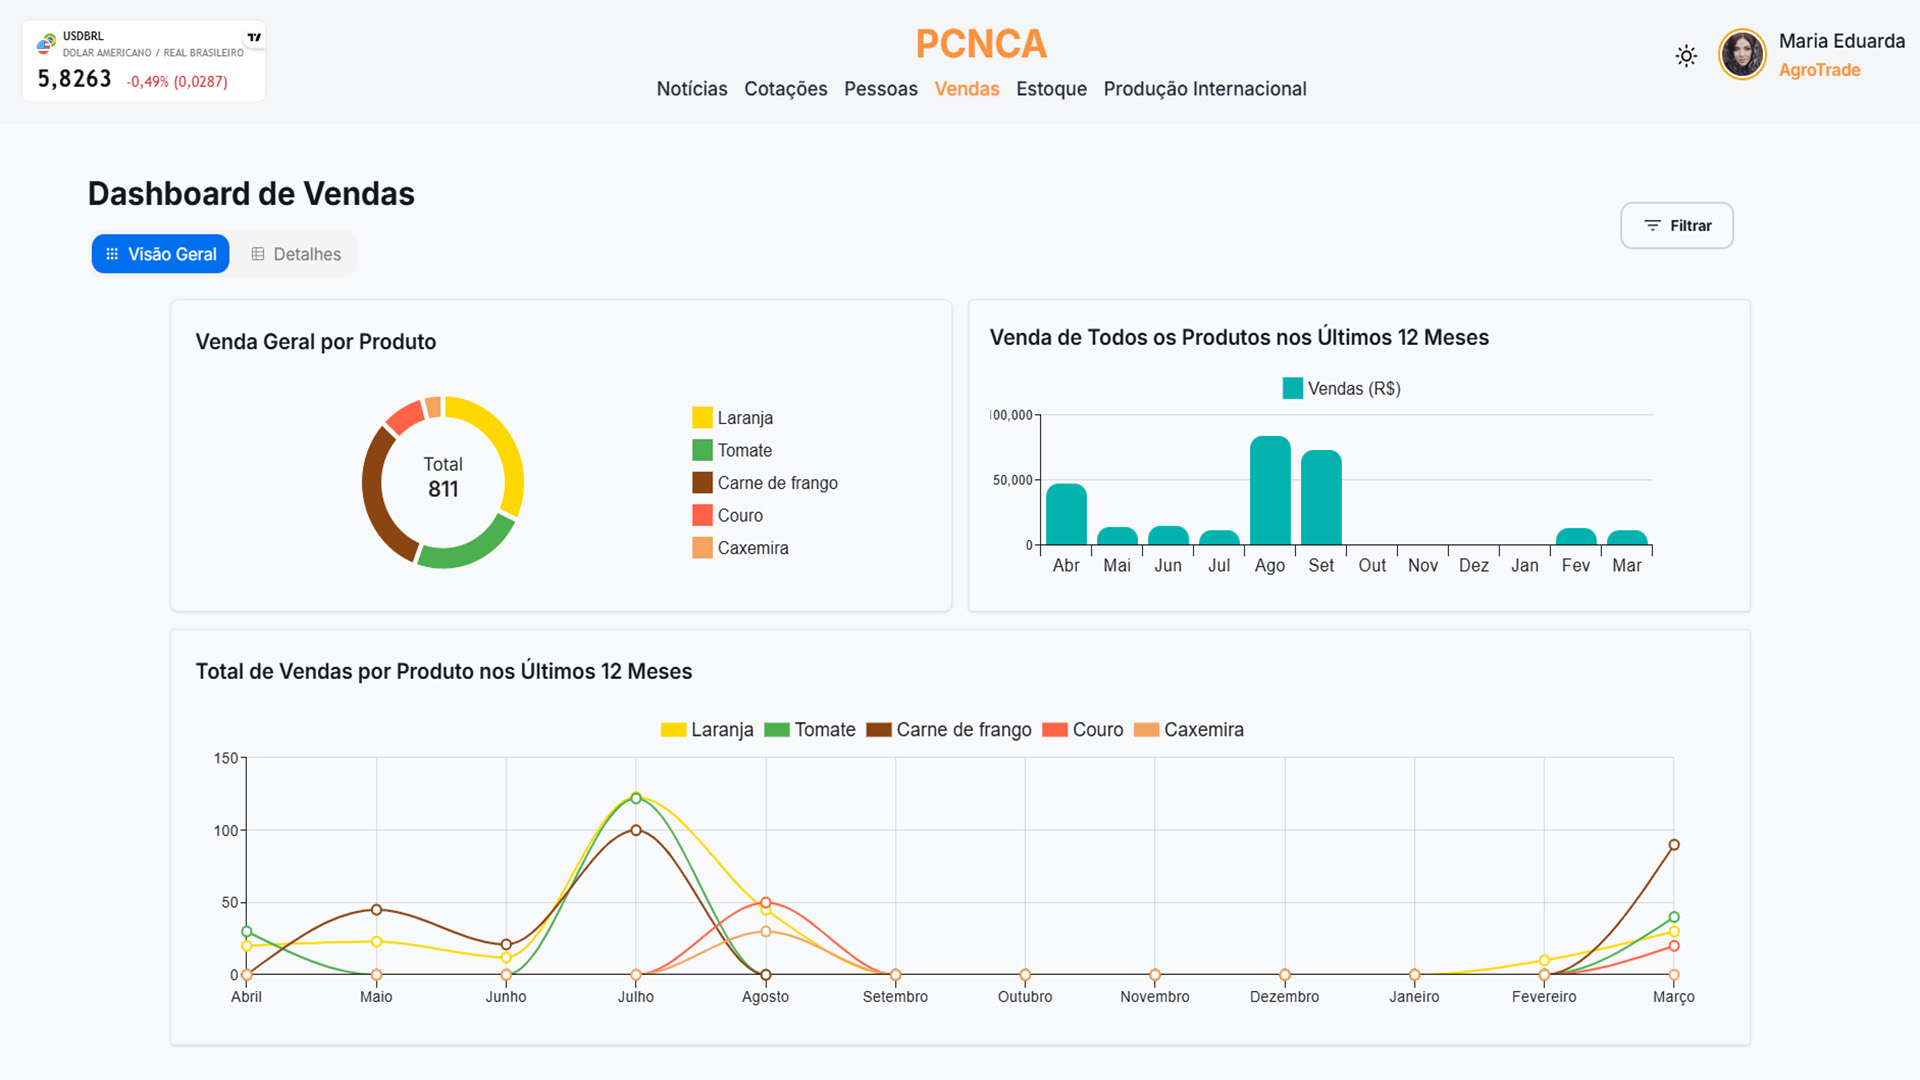 USDBRL
DOLAR AMERICANO / REAL BRASILEIRO
5,8263 -0,49% (0,0287)
PCNCA
Notícias Cotações Pessoas Vendas Estoque Produção Internacional
Maria Eduarda
AgroTrade
Dashboard de Vendas
Visão Geral Detalhes
Filtrar
Venda Geral por Produto
Total
811
Laranja
Tomate
Carne de frango
Couro
Caxemira
Venda de Todos os Produtos nos Últimos 12 Meses
Vendas (R$)
100,000
50,000
0
Abr Mai Jun Jul Ago Set Out Nov Dez Jan Fev Mar
Total de Vendas por Produto nos Últimos 12 Meses
Laranja Tomate Carne de frango Couro Caxemira
150
100
50
0
Abril Maio Junho Julho Agosto Setembro Outubro Novembro Dezembro Janeiro Fevereiro Março